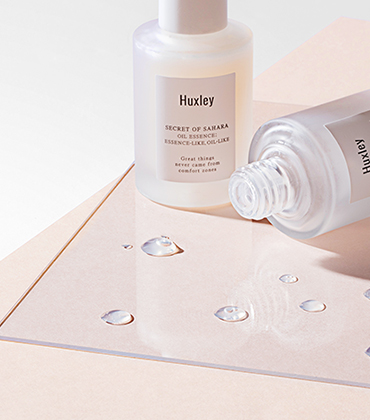 Huxley
SECRET OF SAHARA
OIL ESSENCE;
ESSENCE-LIKE, OIL-LIKE
Great things
never came from
comfort zones
Huxley